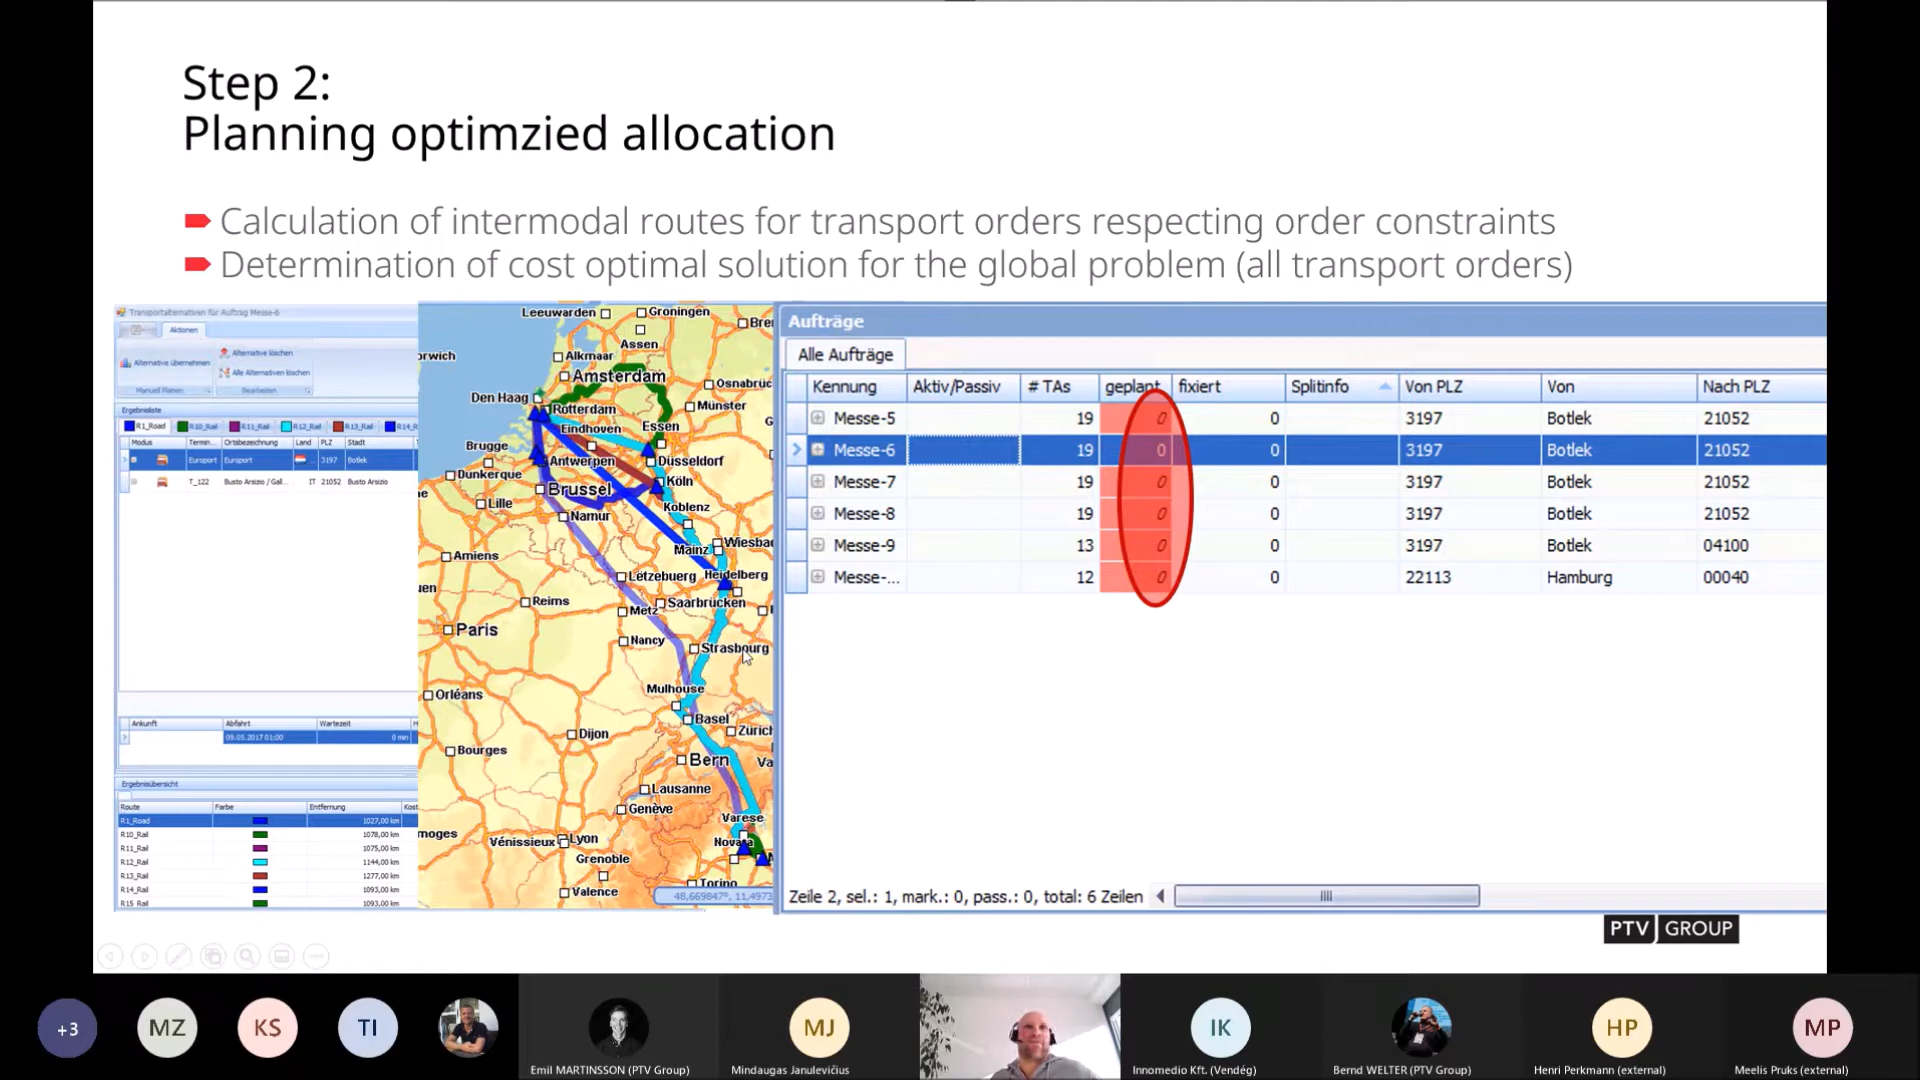 Step 2:
Planning optimzied allocation
Calculation of intermodal routes for transport orders respecting order constraints
Determination of cost optimal solution for the global problem (all transport orders)
Transportalternativen für Auftrag Messe-6
Aktionen
Alternative übernehmen
Alternative löschen
Alle Alternativen löschen
Manuell Planen
Bearbeiten
Ergebnisliste
R1_Road R10_Rail R11_Rail R12_Rail R13_Rail R14_R
Modus Termin... Ortsbezeichnung Land PLZ Stadt
Europort Europort 3197 Botlek
T_122 Busto Arsizio / Gall... IT 21052 Busto Arsizio
Ankunft Abfahrt Wartezeit H
09.05.2017 01:00 0 min
Ergebnisübersicht
Route Farbe Entfernung Kost
R1_Road 1027,00 km
R10_Rail 1078,00 km
R11_Rail 1075,00 km
R12_Rail 1144,00 km
R13_Rail 1277,00 km
R14_Rail 1093,00 km
R15_Rail 1093,00 km
Leeuwarden
Groningen
Bre
Assen
orwich
Alkmaar
Amsterdam
Osnabrüc
Den Haag
Rotterdam
Münster
Eindhoven
Essen
Brugge
Antwerpen
Düsseldorf
Dunkerque
Brussel
Köln
Lille
Namur
Koblenz
Amiens
Mainz
Wiesba
Lëtzebuerg
Heidelberg
uen
Reims
Metz
Saarbrücken
Paris
Nancy
Strasbourg
Orléans
Mulhouse
Basel
Dijon
Zürich
Bourges
Bern
Va
Lausanne
Genève
Varese
moges
Vénissieux
Lyon
Novara
Grenoble
Valence
Torino
48,669847°, 11,4973
Aufträge
Alle Aufträge
Kennung Aktiv/Passiv # TAs geplant fixiert Splitinfo Von PLZ Von Nach PLZ
Messe-5 19 0 0 3197 Botlek 21052
Messe-6 19 0 0 3197 Botlek 21052
Messe-7 19 0 0 3197 Botlek 21052
Messe-8 19 0 0 3197 Botlek 21052
Messe-9 13 0 0 3197 Botlek 04100
Messe-... 12 0 0 22113 Hamburg 00040
Zeile 2, sel.: 1, mark.: 0, pass.: 0, total: 6 Zeilen
PTV GROUP
+3
MZ
KS
TI
MJ
IK
HP
MP
Emil MARTINSSON (PTV Group)
Mindaugas Janulevičius
Innomedio Kft. (Vendég)
Bernd WELTER (PTV Group)
Henri Perkmann (external)
Meelis Pruks (external)